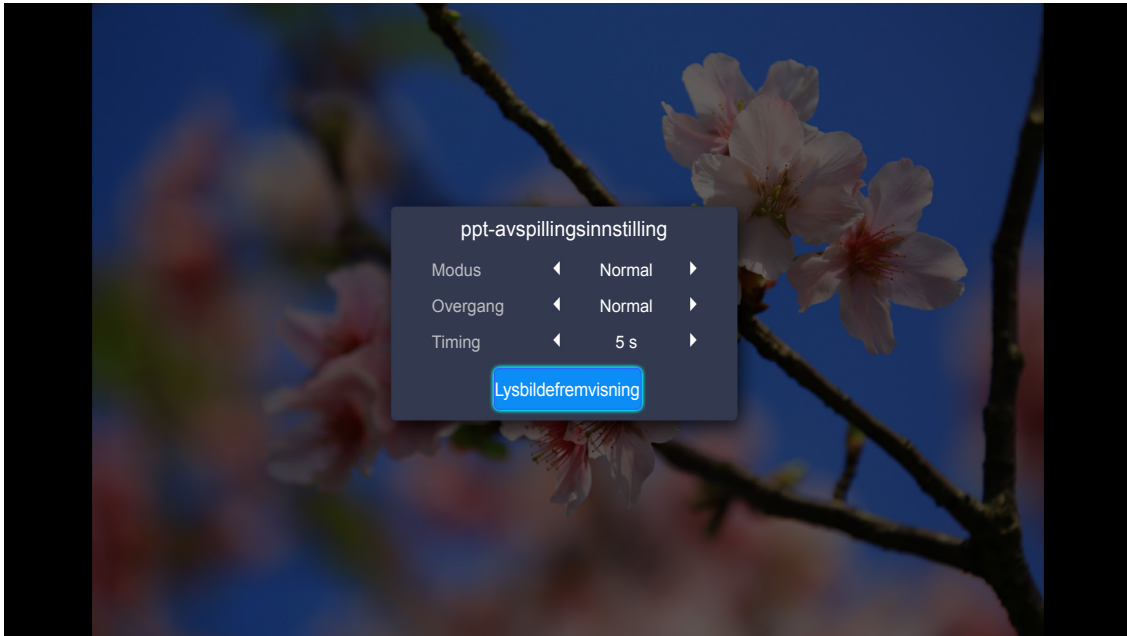 ppt-avspillingsinnstilling
Modus Normal
Overgang Normal
Timing 5 s
Lysbildefremvisning